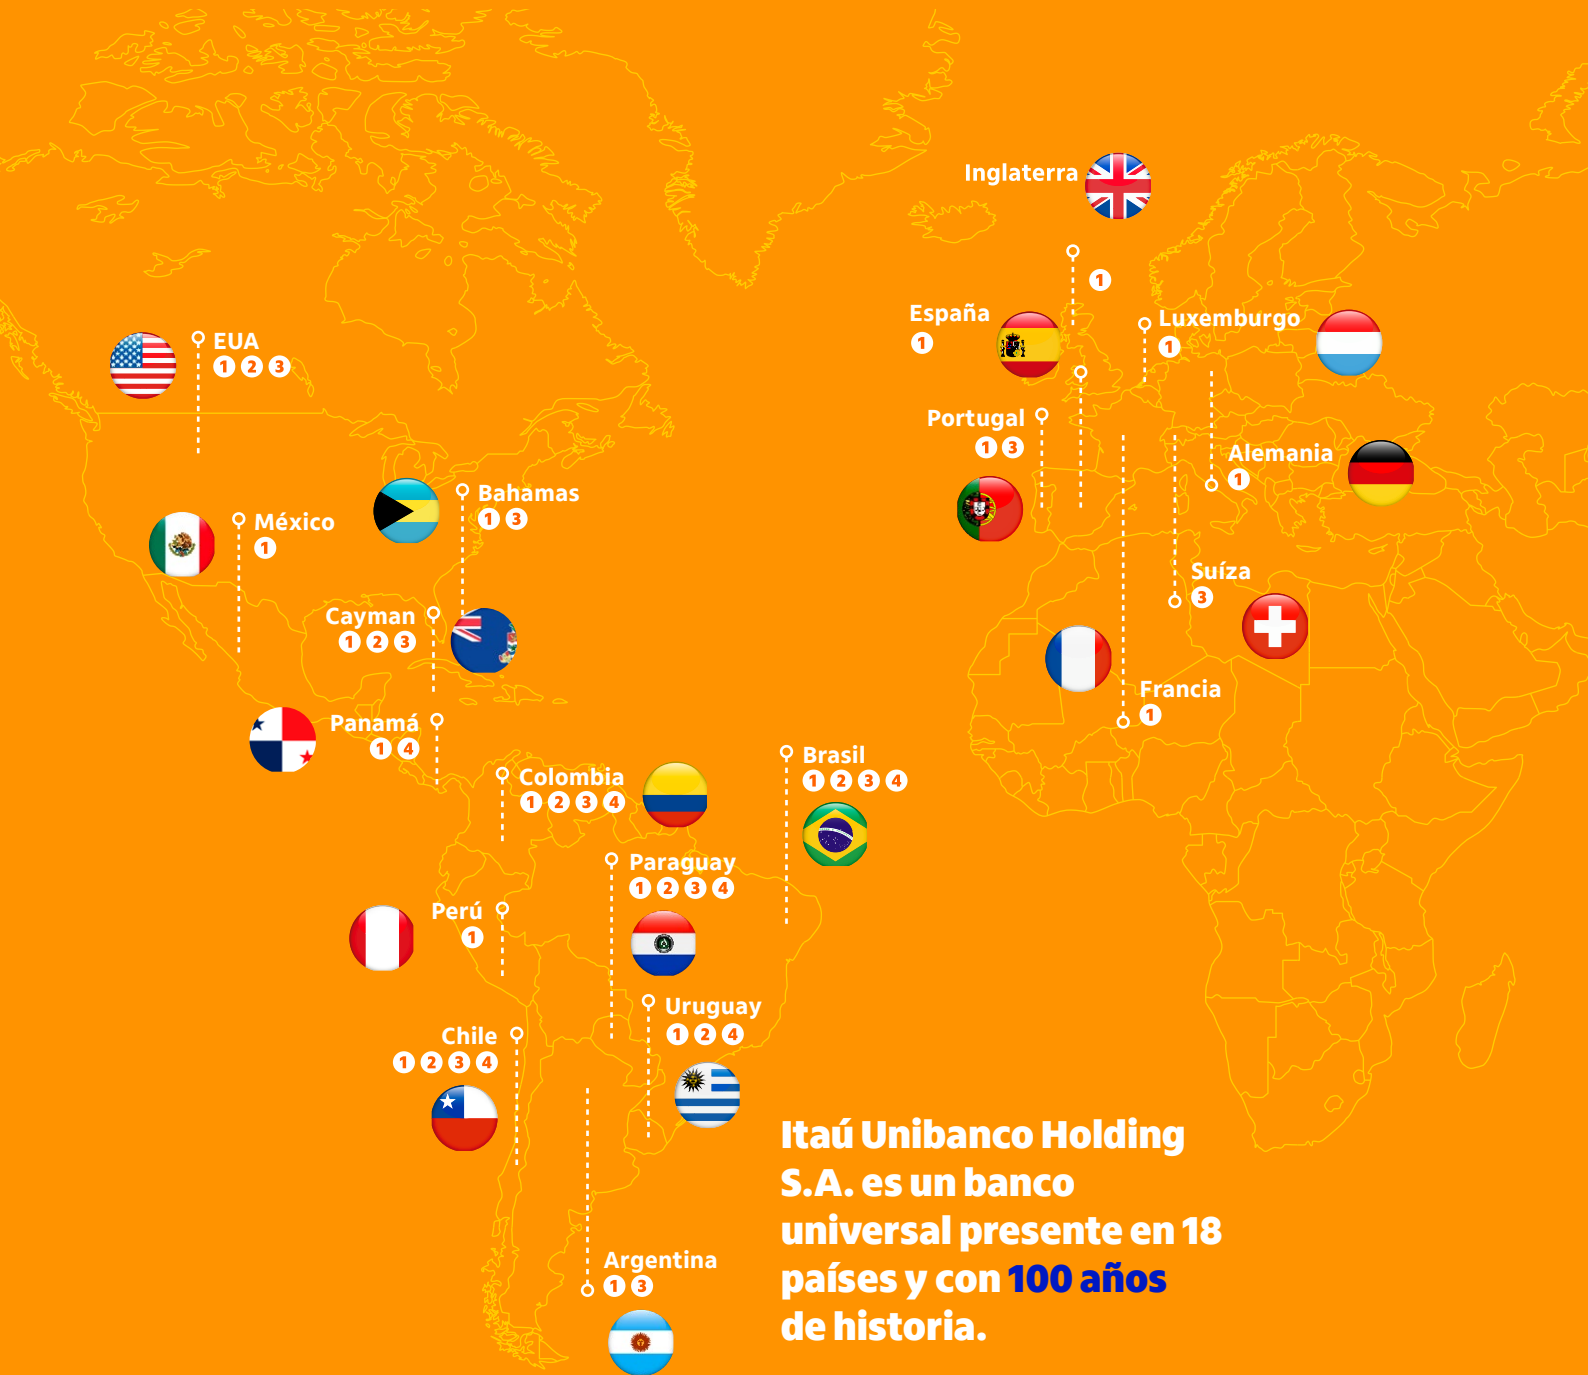 Inglaterra
1
España
1
Luxemburgo
1
EUA
1 2 3
Portugal
1 3
Alemania
1
Bahamas
1 3
México
1
Suíza
3
Cayman
1 2 3
Francia
1
Panamá
1 4
Brasil
1 2 3 4
Colombia
1 2 3 4
Paraguay
1 2 3 4
Perú
1
Uruguay
1 2 4
Chile
1 2 3 4
Argentina
1 3
Itaú Unibanco Holding
S.A. es un banco
universal presente en 18
países y con 100 años
de historia.